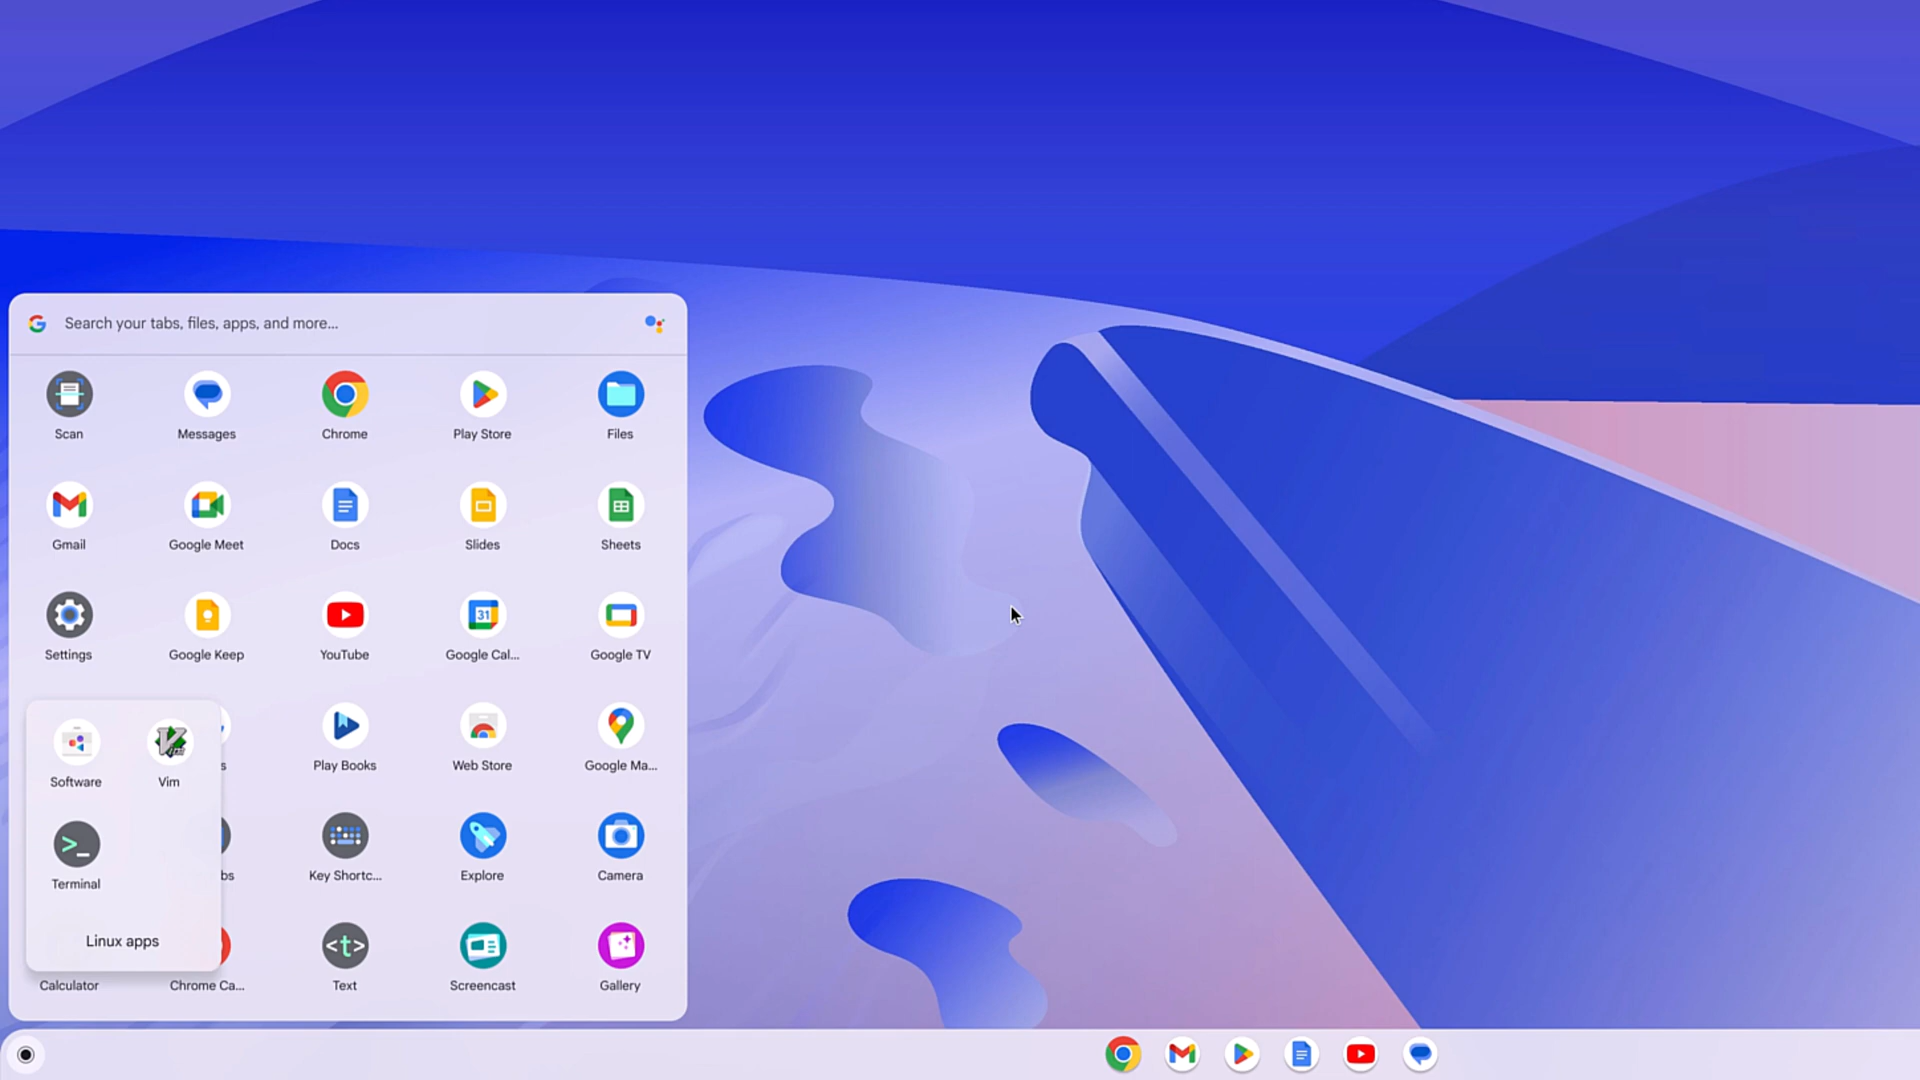 Search your tabs, files, apps, and more...
Scan
Messages
Chrome
Play Store
Files
Gmail
Google Meet
Docs
Slides
Sheets
Settings
Google Keep
YouTube
31
Google Cal...
Google TV
Software
Vim
s
Play Books
Web Store
Google Ma...
>_
Terminal
bs
Key Shortc...
Explore
Camera
Linux apps
<t>
Calculator
Chrome Ca...
Text
Screencast
Gallery